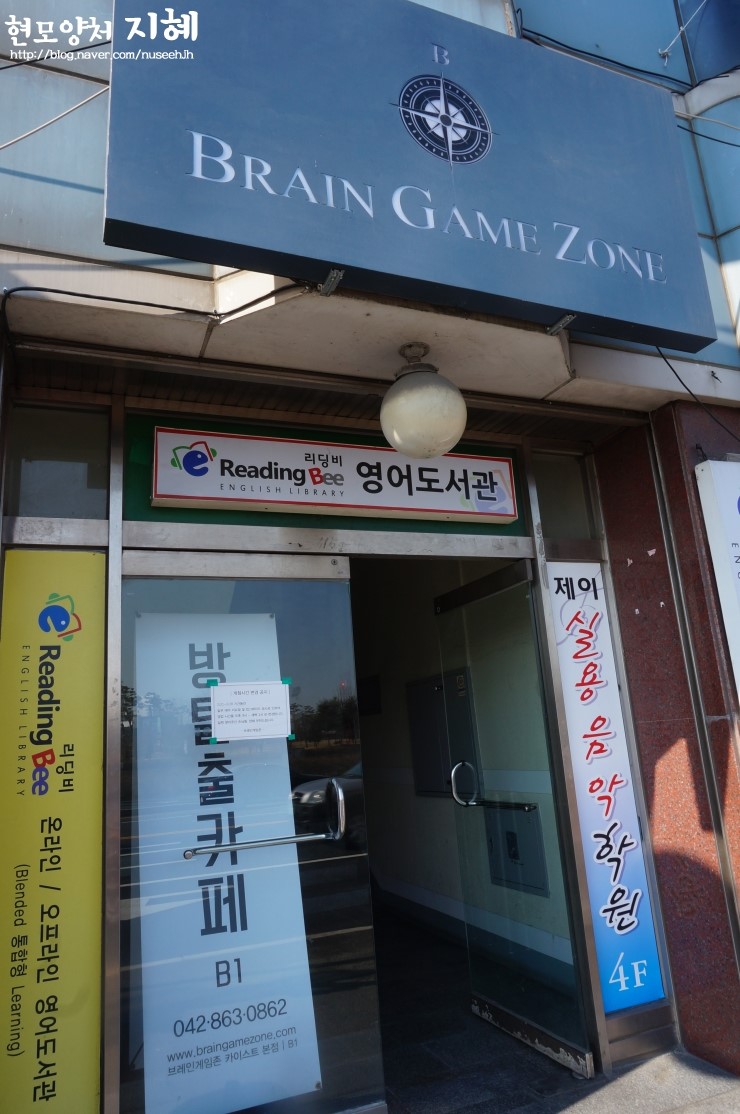 현모양처 지혜
http://blog.naver.com/nuseehJh
B
BRAIN GAME ZONE
리딩비
e Reading Bee
ENGLISH LIBRARY
영어도서관
e Reading Bee
ENGLISH LIBRARY
리딩비
온라인 / 오프라인 영어도서관
(Blended 통합형 Learning)
방탈출카페
B1
042·863·0862
www.braingamezone.com
브레인게임존 카이스트 본점 | B1
제이
실용음악학원
4F